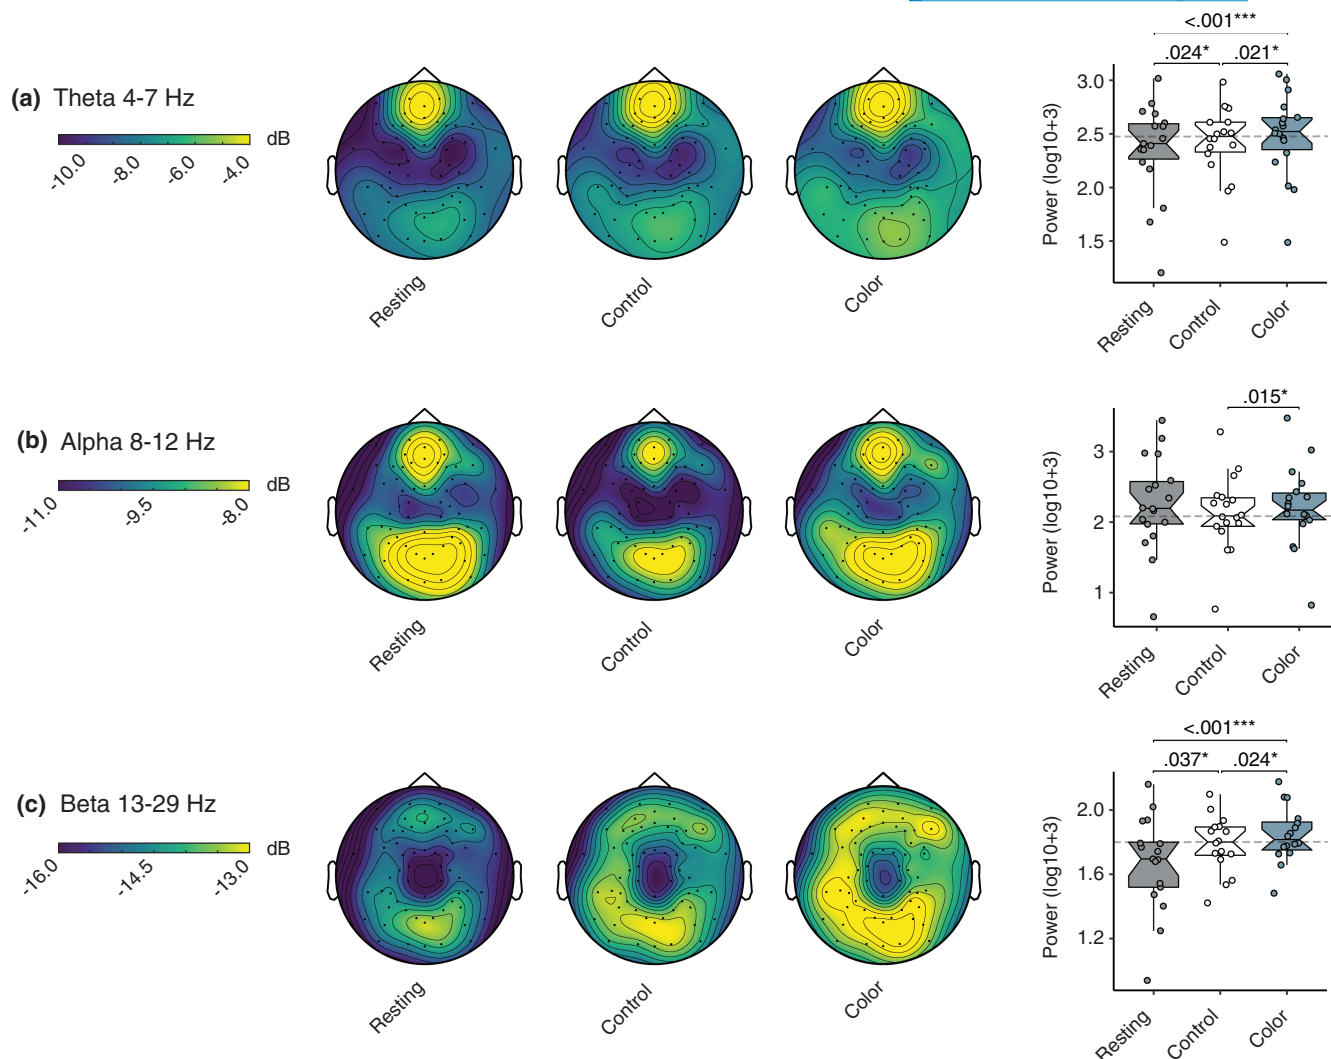 (a) Theta 4-7 Hz
-10.0 -8.0 -6.0 -4.0 dB
Resting Control Color
<.001***
.024* .021*
Power (log10+3)
3.0
2.5
2.0
1.5
Resting Control Color
(b) Alpha 8-12 Hz
-11.0 -9.5 -8.0 dB
Resting Control Color
.015*
Power (log10+3)
3
2
1
Resting Control Color
(c) Beta 13-29 Hz
-16.0 -14.5 -13.0 dB
Resting Control Color
<.001***
.037* .024*
Power (log10+3)
2.0
1.6
1.2
Resting Control Color